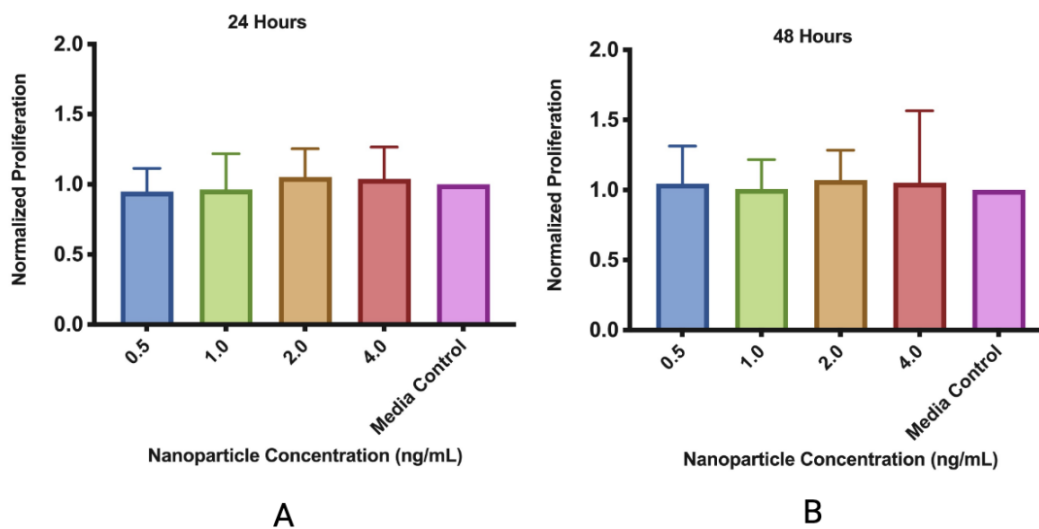 24 Hours
2.0
1.5
1.0
0.5
0.0
Normalized Proliferation
0.5
1.0
2.0
4.0
Media Control
Nanoparticle Concentration (ng/mL)
A
48 Hours
2.0
1.5
1.0
0.5
0.0
Normalized Proliferation
0.5
1.0
2.0
4.0
Media Control
Nanoparticle Concentration (ng/mL)
B